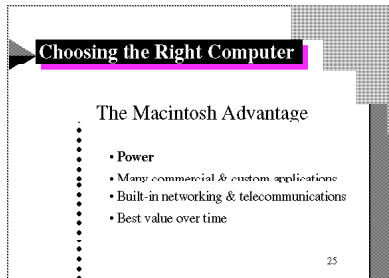 Choosing the Right Computer
The Macintosh Advantage
• Power
• Many commercial & custom applications
• Built-in networking & telecommunications
• Best value over time
25